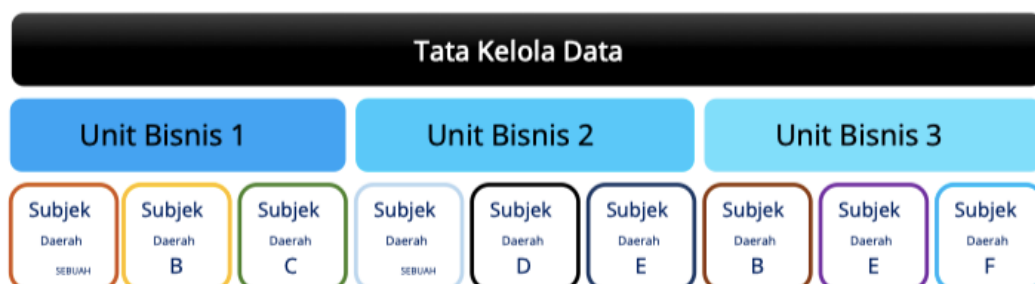 Tata Kelola Data
Unit Bisnis 1
Unit Bisnis 2
Unit Bisnis 3
Subjek
Daerah
SEBUAH
Subjek
Daerah
B
Subjek
Daerah
C
Subjek
Daerah
SEBUAH
Subjek
Daerah
D
Subjek
Daerah
E
Subjek
Daerah
B
Subjek
Daerah
E
Subjek
Daerah
F